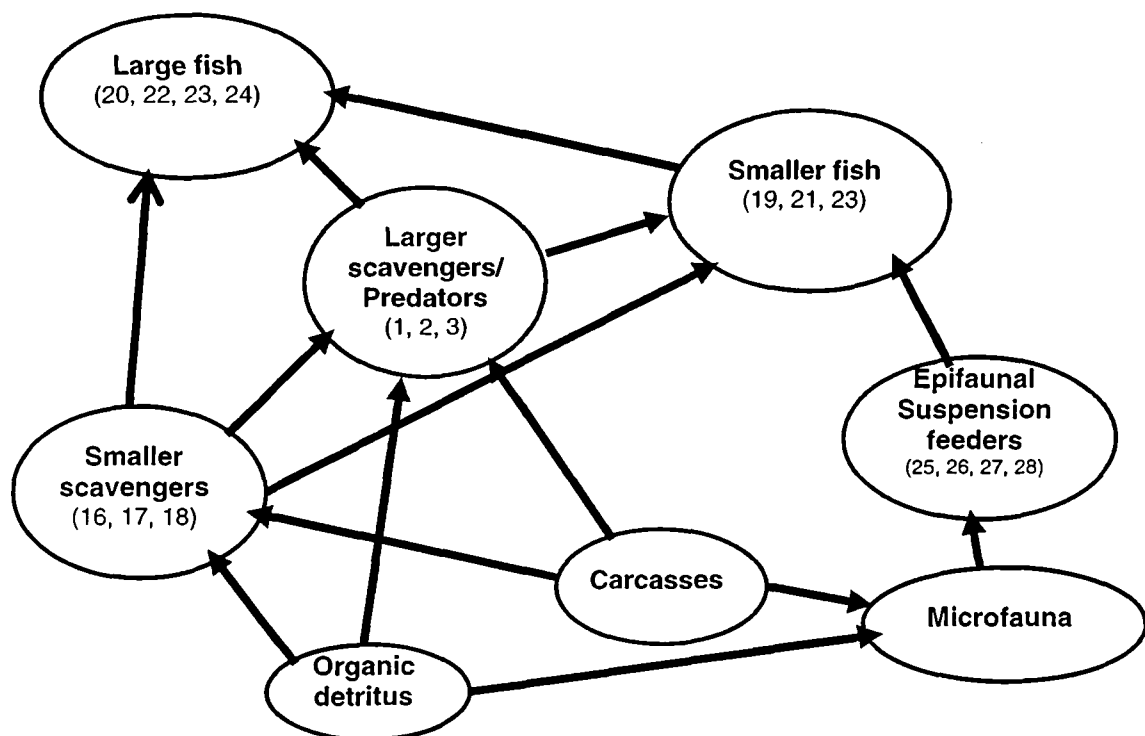 Large fish
(20, 22, 23, 24)
Smaller fish
(19, 21, 23)
Larger
scavengers/
Predators
(1, 2, 3)
Epifaunal
Suspension
feeders
(25, 26, 27, 28)
Smaller
scavengers
(16, 17, 18)
Carcasses
Microfauna
Organic
detritus